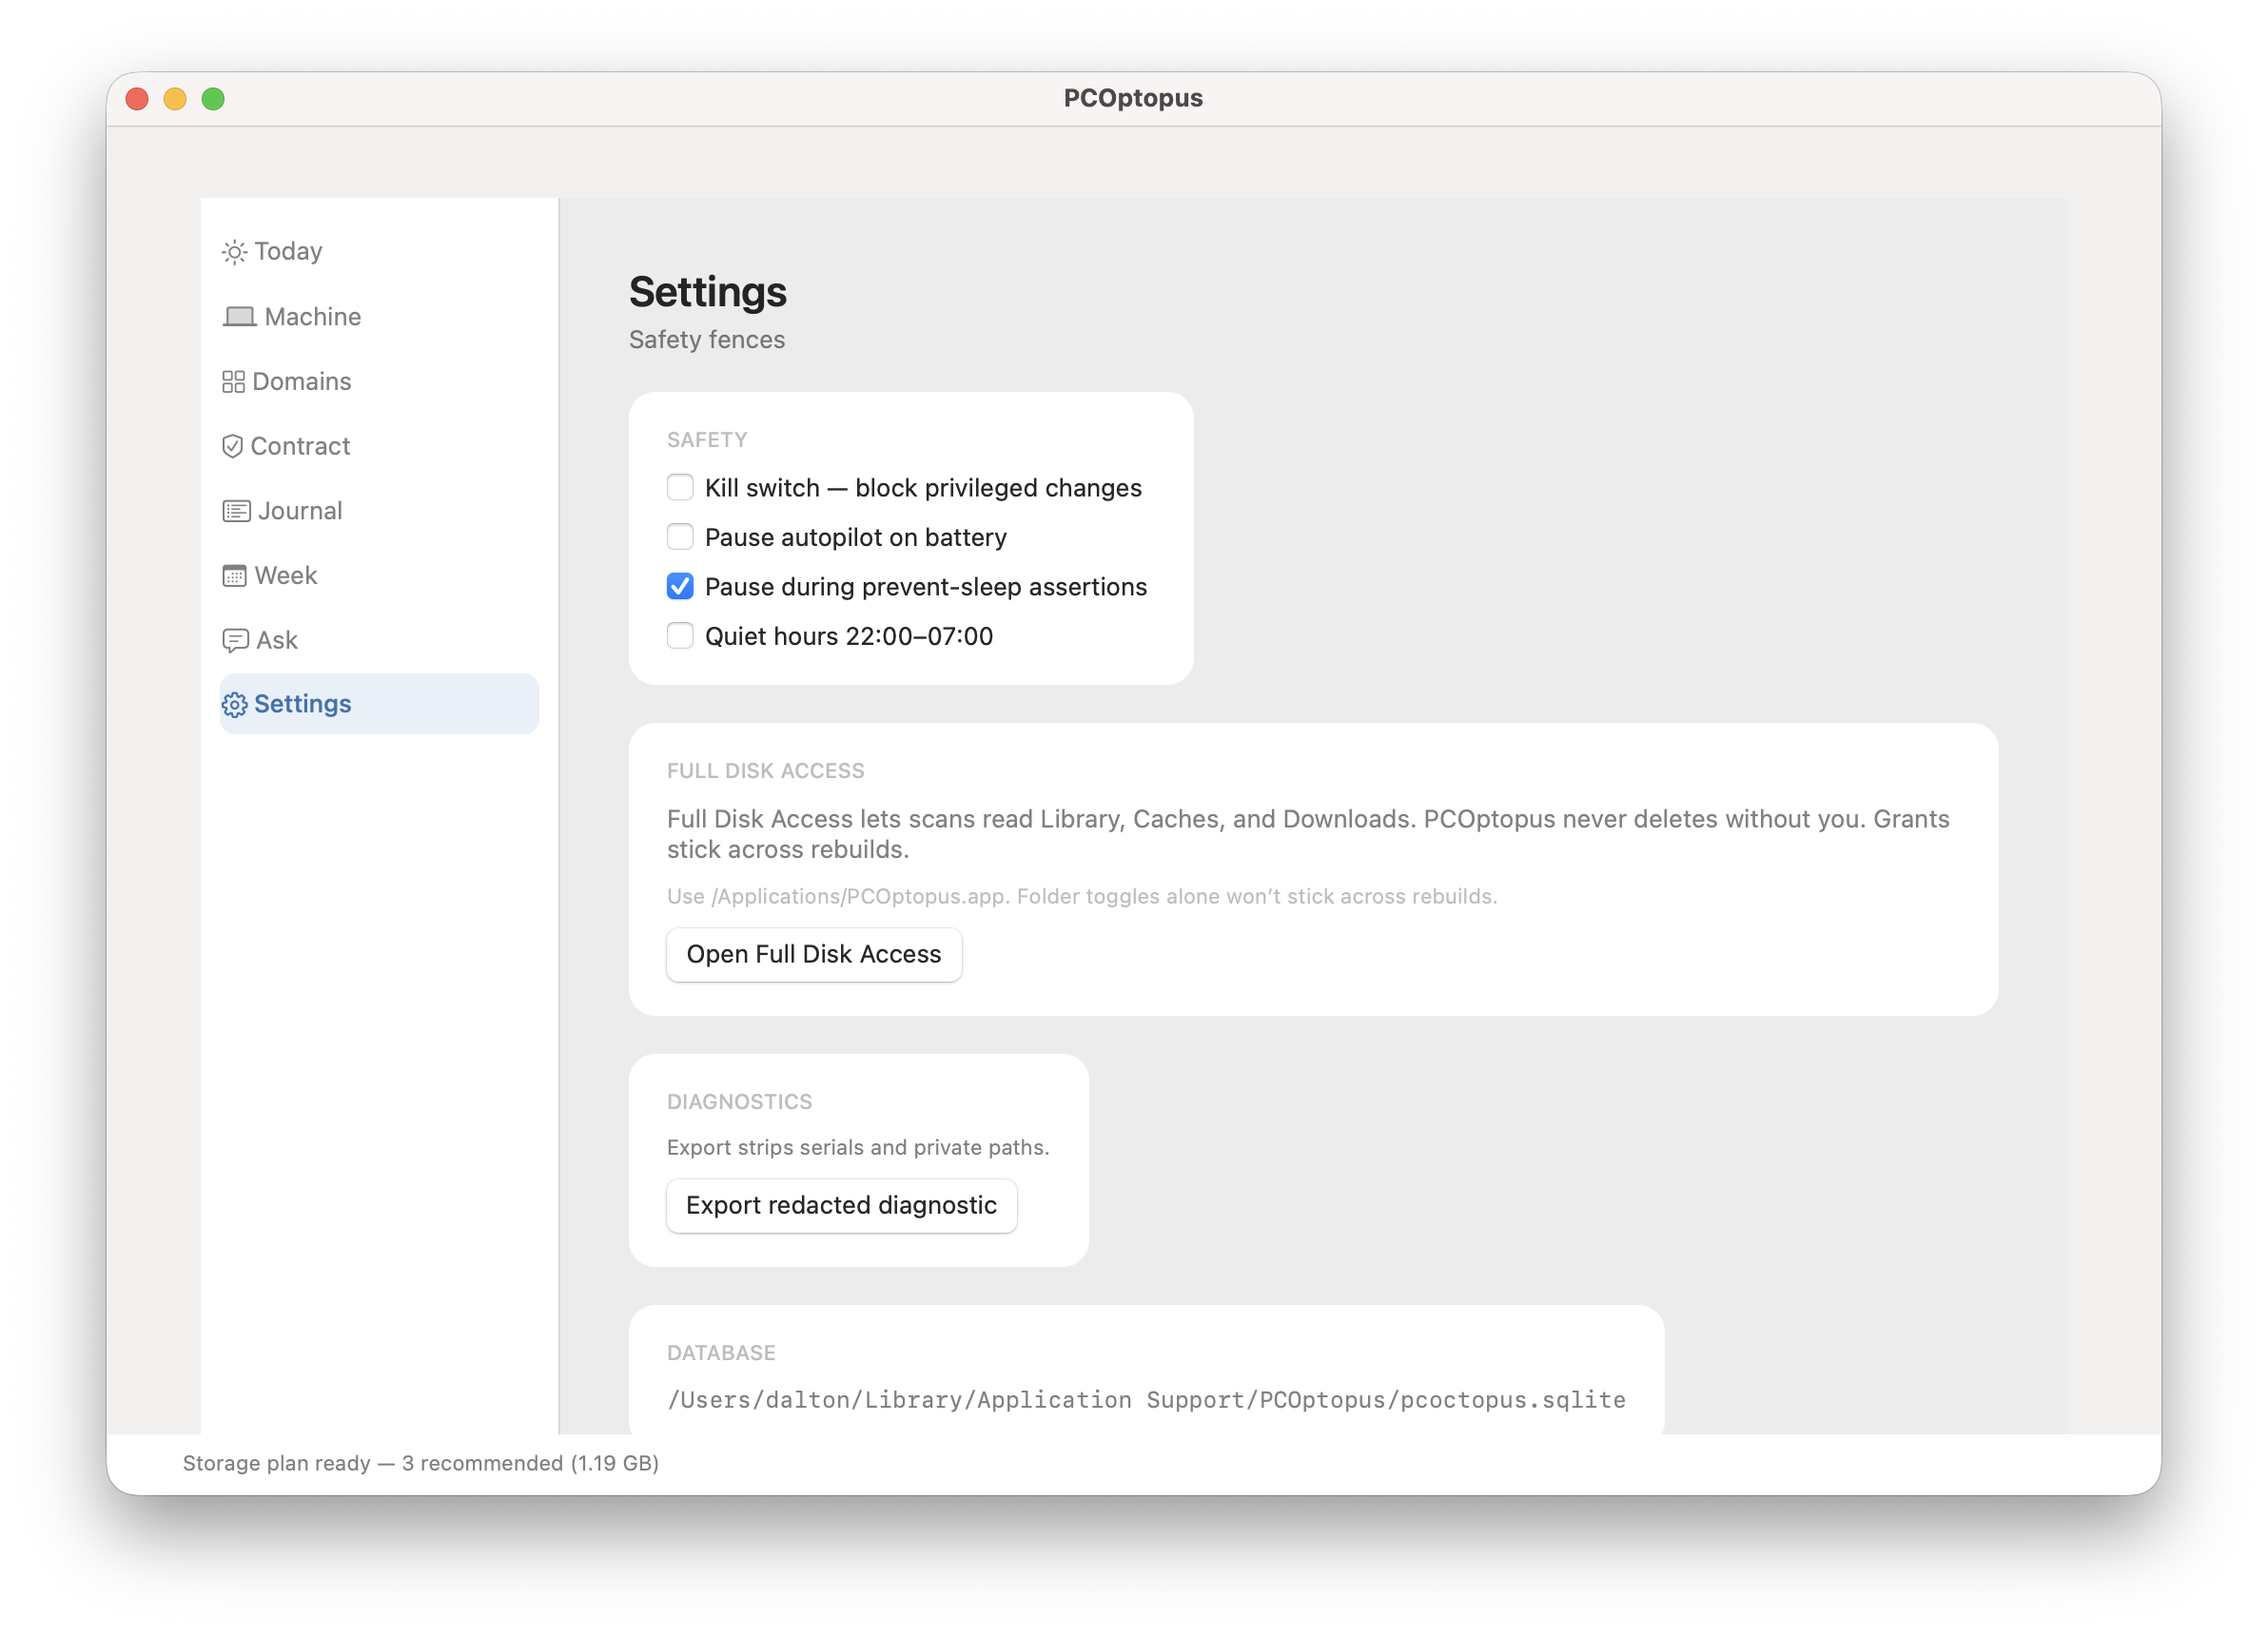 PCOptopus
Today
Machine
Domains
Contract
Journal
Week
Ask
Settings
Settings
Safety fences
SAFETY
Kill switch — block privileged changes
Pause autopilot on battery
Pause during prevent-sleep assertions
Quiet hours 22:00–07:00
FULL DISK ACCESS
Full Disk Access lets scans read Library, Caches, and Downloads. PCOptopus never deletes without you. Grants
stick across rebuilds.
Use /Applications/PCOptopus.app. Folder toggles alone won’t stick across rebuilds.
Open Full Disk Access
DIAGNOSTICS
Export strips serials and private paths.
Export redacted diagnostic
DATABASE
/Users/dalton/Library/Application Support/PCOptopus/pcoctopus.sqlite
Storage plan ready — 3 recommended (1.19 GB)